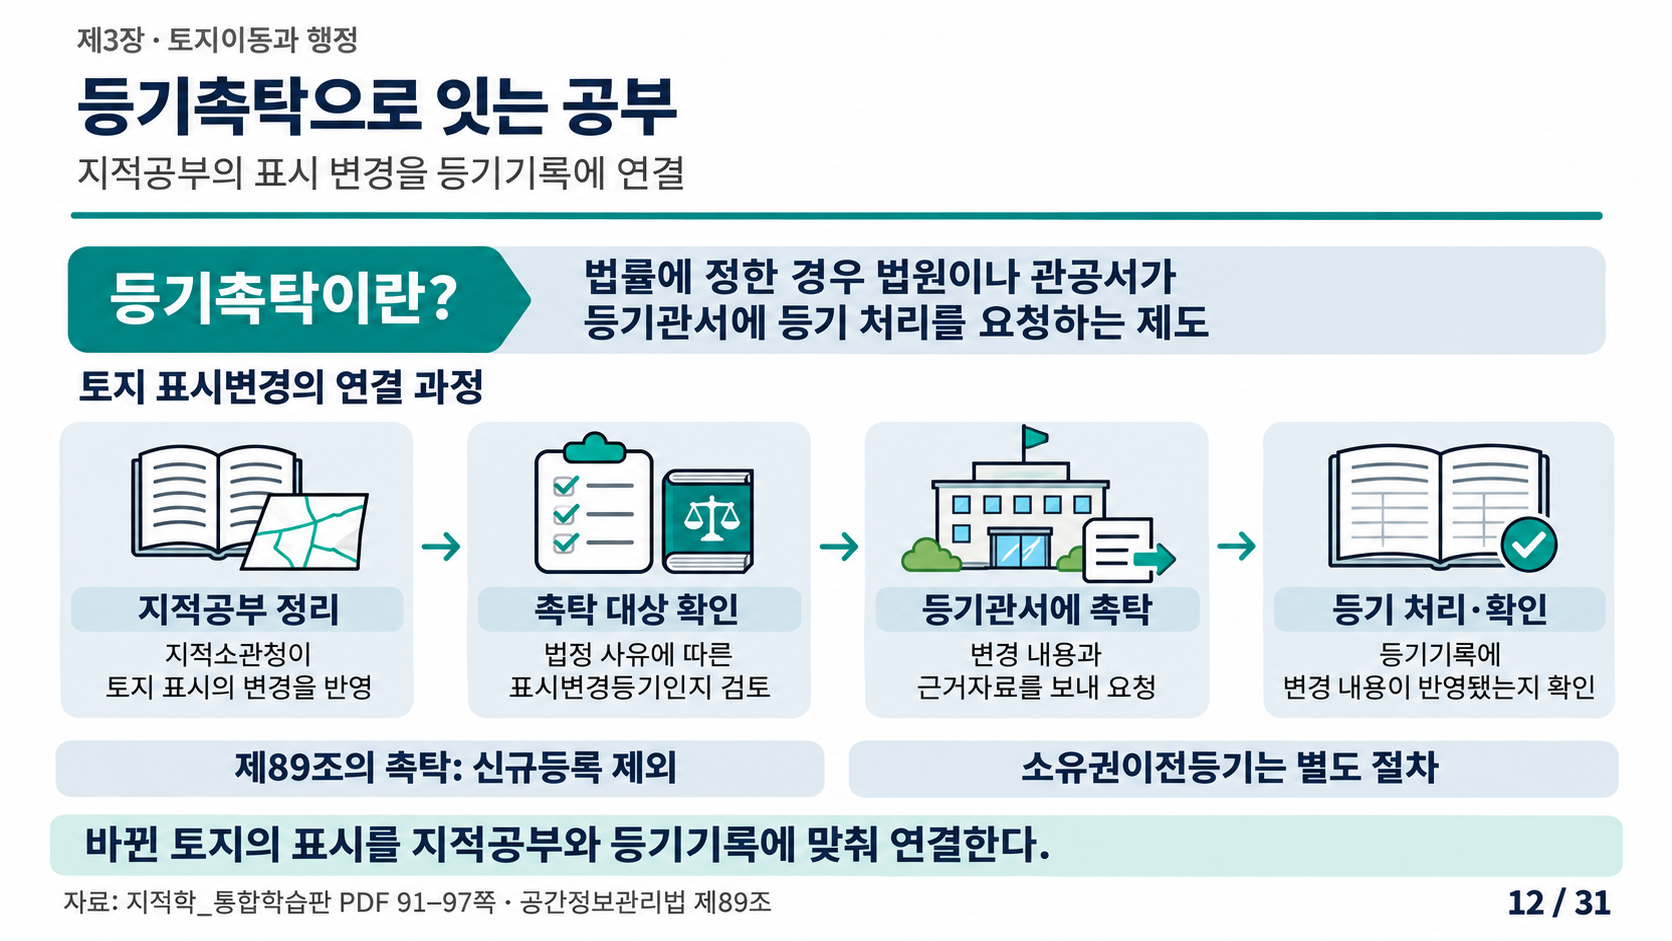 제3장 · 토지이동과 행정
등기촉탁으로 잇는 공부
지적공부의 표시 변경을 등기기록에 연결
등기촉탁이란?
법률에 정한 경우 법원이나 관공서가
등기관서에 등기 처리를 요청하는 제도
토지 표시변경의 연결 과정
지적공부 정리
지적소관청이
토지 표시의 변경을 반영
촉탁 대상 확인
법정 사유에 따른
표시변경등기인지 검토
등기관서에 촉탁
변경 내용과
근거자료를 보내 요청
등기 처리·확인
등기기록에
변경 내용이 반영됐는지 확인
제89조의 촉탁: 신규등록 제외
소유권이전등기는 별도 절차
바뀐 토지의 표시를 지적공부와 등기기록에 맞춰 연결한다.
자료: 지적학_통합학습판 PDF 91–97쪽 · 공간정보관리법 제89조
12 / 31